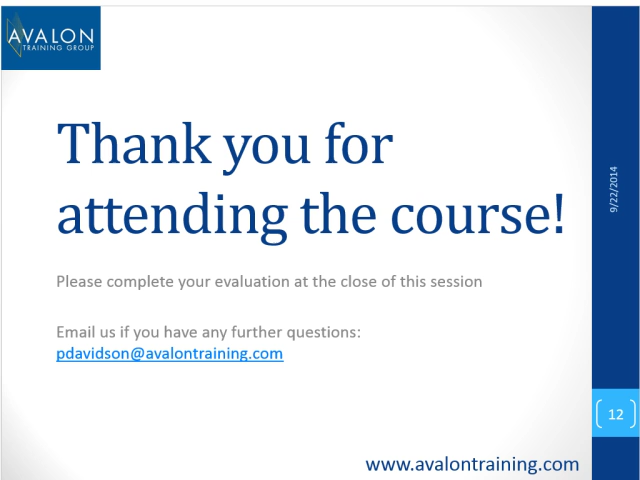 AVALON
TRAINING GROUP
Thank you for
attending the course!
9/22/2014
Please complete your evaluation at the close of this session
Email us if you have any further questions:
pdavidson@avalontraining.com
12
www.avalontraining.com